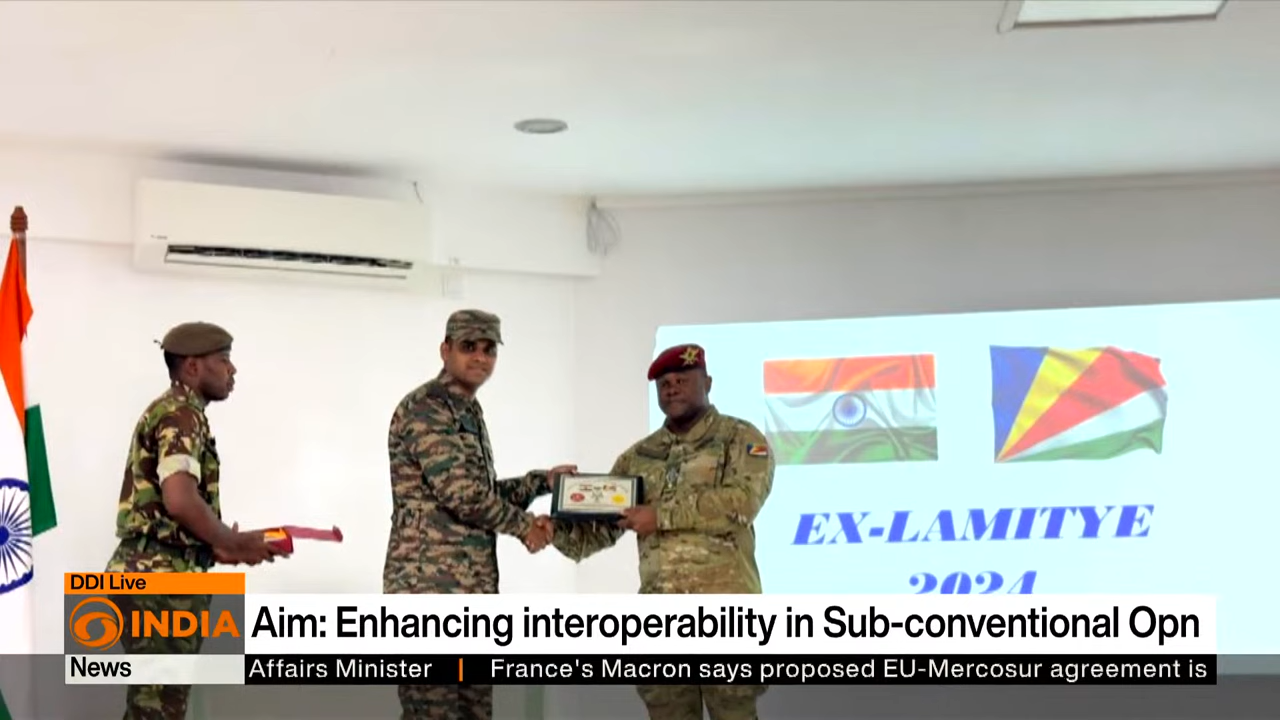 EX-LAMITYE
2024
DDI Live
INDIA
Aim: Enhancing interoperability in Sub-conventional Opn
News
Affairs Minister | France's Macron says proposed EU-Mercosur agreement is